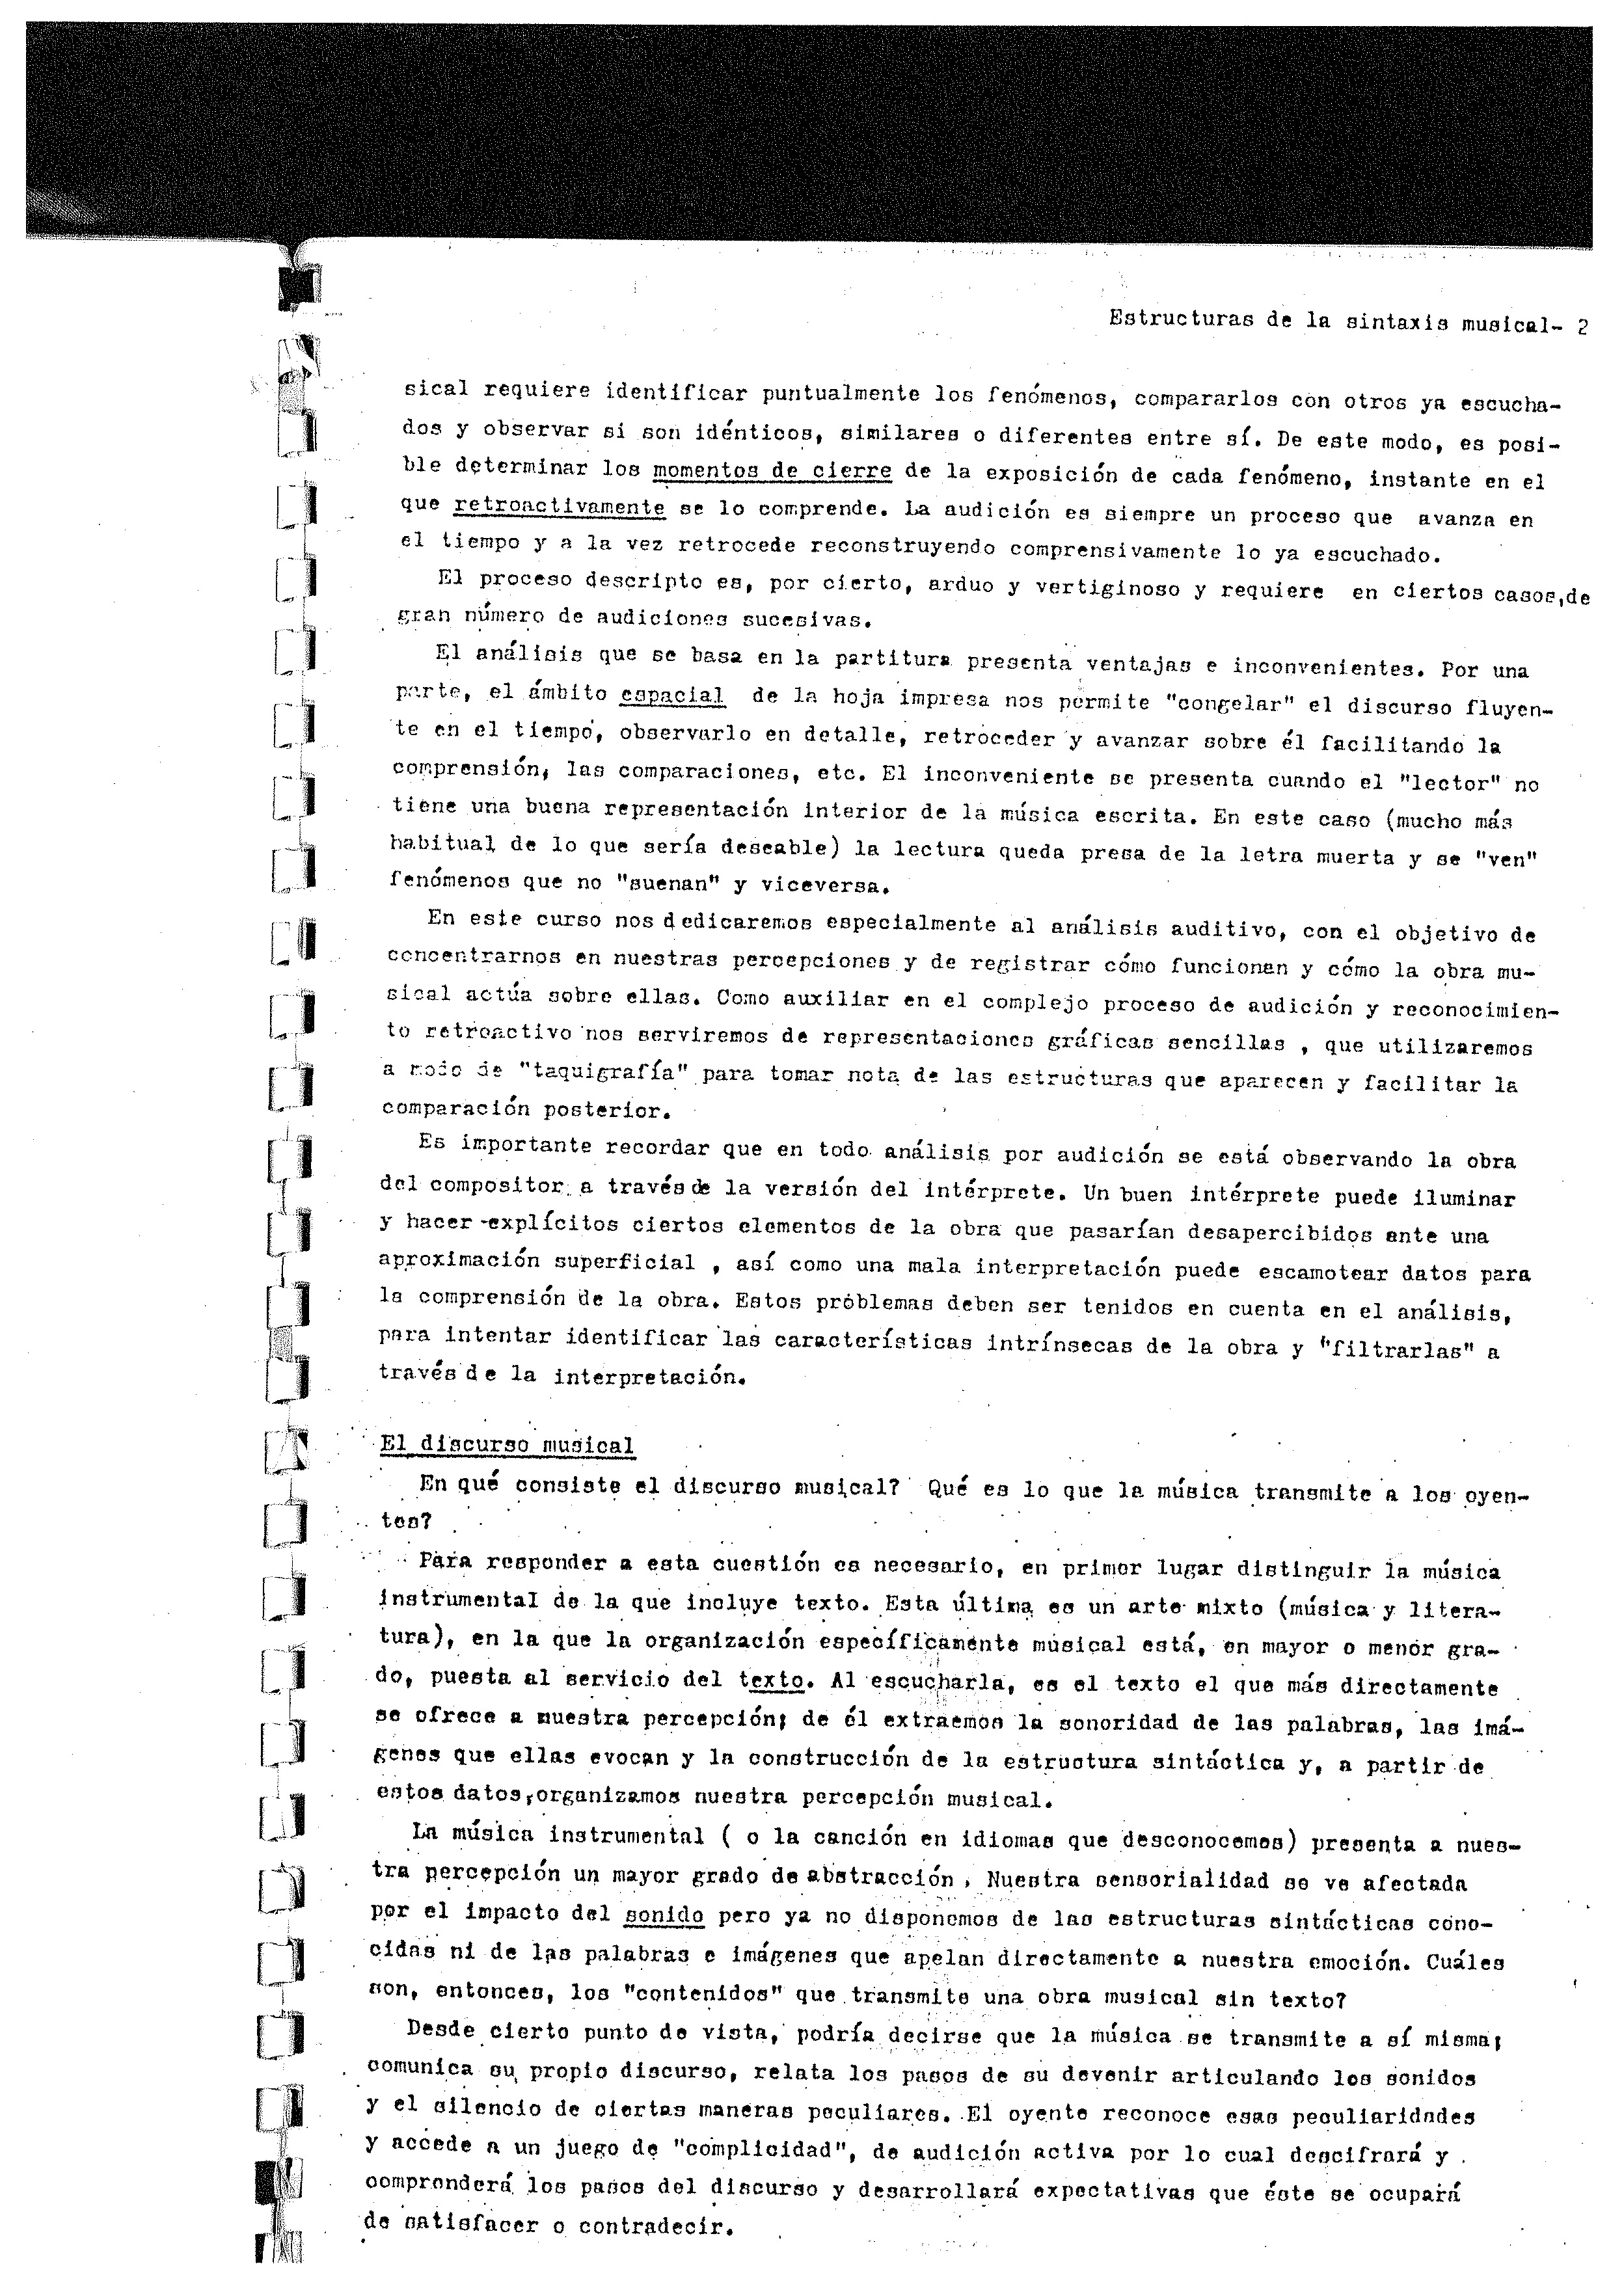 Estructuras de la sintaxis musical- 2
sical requiere identificar puntualmente los fenómenos, compararlos con otros ya escucha-
dos y observar si son idénticos, similares o diferentes entre sí. De este modo, es posi-
ble determinar los momentos de cierre de la exposición de cada fenómeno, instante en el
que retroactivamente se lo comprende. La audición es siempre un proceso que avanza en
el tiempo y a la vez retrocede reconstruyendo comprensivamente lo ya escuchado.
El proceso descripto es, por cierto, arduo y vertiginoso y requiere en ciertos casos,de
gran número de audiciones sucesivas.
El análisis que se basa en la partitura presenta ventajas e inconvenientes. Por una
parte, el ámbito espacial de la hoja impresa nos permite "congelar" el discurso fluyen-
te en el tiempo, observarlo en detalle, retroceder y avanzar sobre él facilitando la
comprensión, las comparaciones, etc. El inconveniente se presenta cuando el "lector" no
tiene una buena representación interior de la música escrita. En este caso (mucho más
habitual de lo que sería deseable) la lectura queda presa de la letra muerta y se "ven"
fenómenos que no "suenan" y viceversa.
En este curso nos dedicaremos especialmente al análisis auditivo, con el objetivo de
concentrarnos en nuestras percepciones y de registrar cómo funcionan y cómo la obra mu-
sical actúa sobre ellas. Como auxiliar en el complejo proceso de audición y reconocimien-
to retroactivo nos serviremos de representaciones gráficas sencillas , que utilizaremos
a modo de "taquigrafía" para tomar nota de las estructuras que aparecen y facilitar la
comparación posterior.
Es importante recordar que en todo análisis por audición se está observando la obra
del compositor a través de la versión del intérprete. Un buen intérprete puede iluminar
y hacer explícitos ciertos elementos de la obra que pasarían desapercibidos ante una
aproximación superficial , así como una mala interpretación puede escamotear datos para
la comprensión de la obra. Estos problemas deben ser tenidos en cuenta en el análisis,
para intentar identificar las características intrínsecas de la obra y "filtrarlas" a
través de la interpretación.
El discurso musical
En qué consiste el discurso musical? Qué es lo que la música transmite a los oyen-
tes?
Para responder a esta cuestión es necesario, en primer lugar distinguir la música
instrumental de la que incluye texto. Esta última es un arte mixto (música y litera-
tura), en la que la organización específicamente musical está, en mayor o menor gra-
do, puesta al servicio del texto. Al escucharla, es el texto el que más directamente
se ofrece a nuestra percepción; de él extraemos la sonoridad de las palabras, las imá-
genes que ellas evocan y la construcción de la estructura sintáctica y, a partir de
estos datos,organizamos nuestra percepción musical.
La música instrumental ( o la canción en idiomas que desconocemos) presenta a nues-
tra percepción un mayor grado de abstracción . Nuestra sensorialidad se ve afectada
por el impacto del sonido pero ya no disponemos de las estructuras sintácticas cono-
cidas ni de las palabras e imágenes que apelan directamente a nuestra emoción. Cuáles
son, entonces, los "contenidos" que transmite una obra musical sin texto?
Desde cierto punto de vista, podría decirse que la música se transmite a sí misma;
comunica su propio discurso, relata los pasos de su devenir articulando los sonidos
y el silencio de ciertas maneras peculiares. El oyente reconoce esas peculiaridades
y accede a un juego de "complicidad", de audición activa por lo cual descifrará y
comprenderá los pasos del discurso y desarrollará expectativas que éste se ocupará
de satisfacer o contradecir.